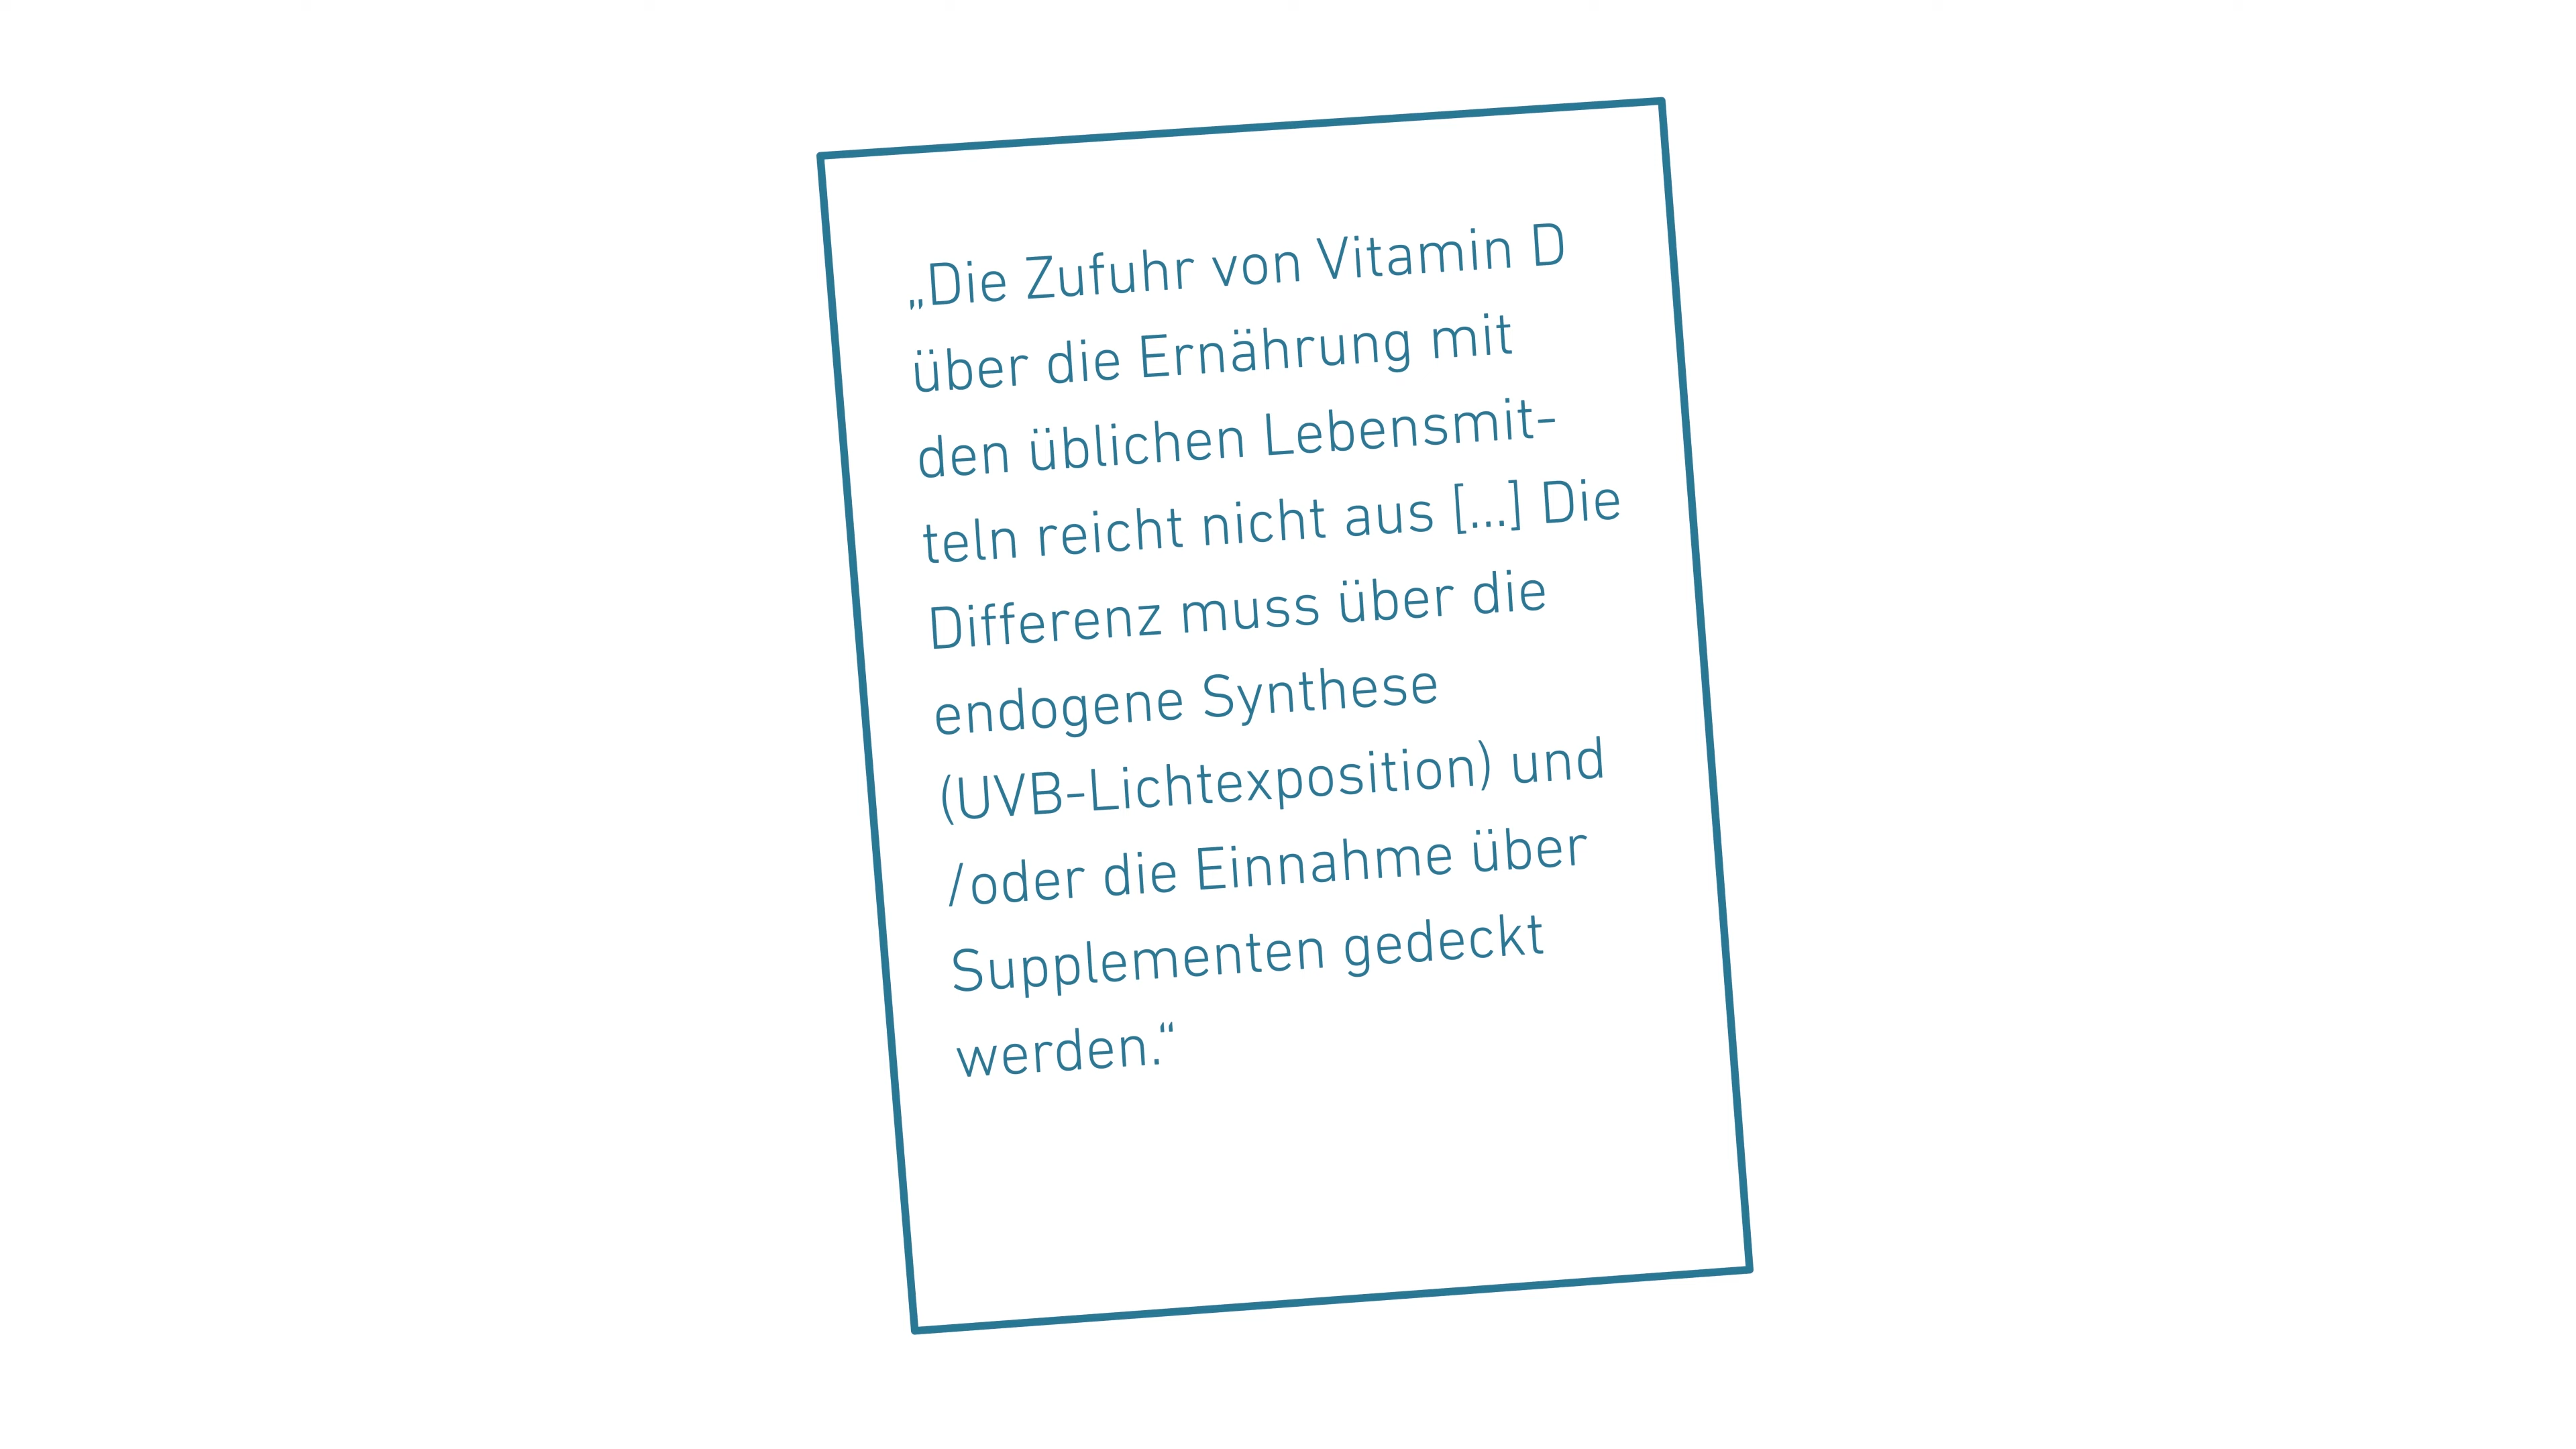 „Die Zufuhr von Vitamin D
über die Ernährung mit
den üblichen Lebensmit-
teln reicht nicht aus [...] Die
Differenz muss über die
endogene Synthese
(UVB-Lichtexposition) und
/oder die Einnahme über
Supplementen gedeckt
werden.“